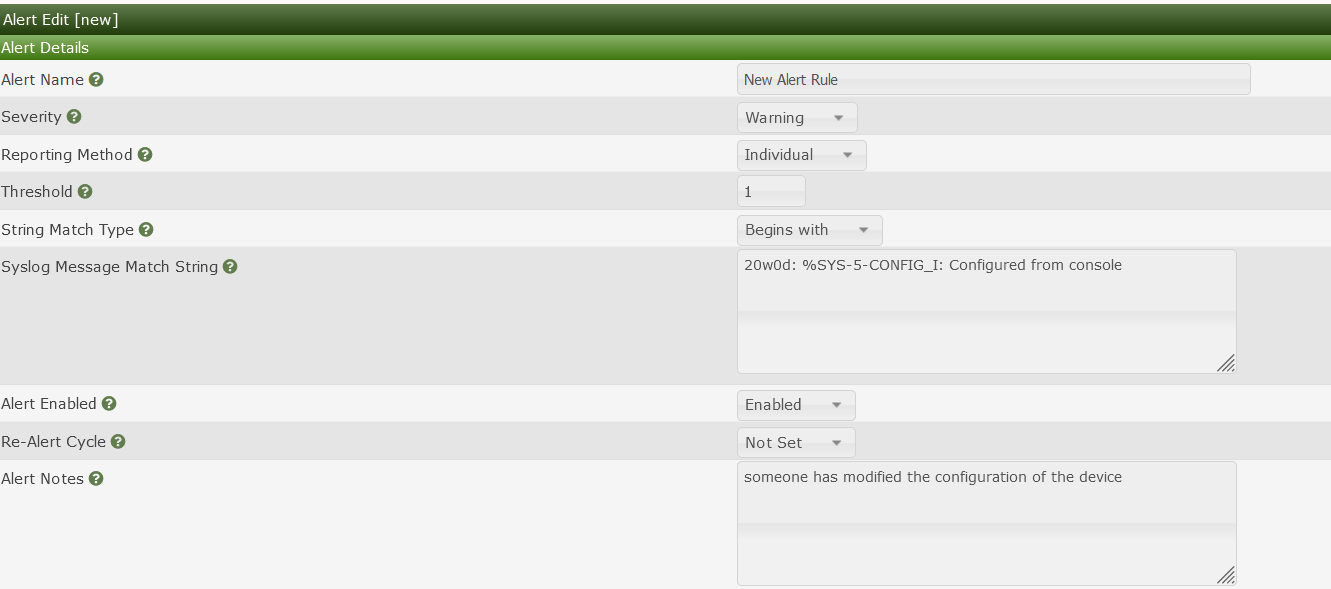 Alert Edit [new]
Alert Details
Alert Name
New Alert Rule
Severity
Warning
Reporting Method
Individual
Threshold
1
String Match Type
Begins with
Syslog Message Match String
20w0d: %SYS-5-CONFIG_I: Configured from console
Alert Enabled
Enabled
Re-Alert Cycle
Not Set
Alert Notes
someone has modified the configuration of the device